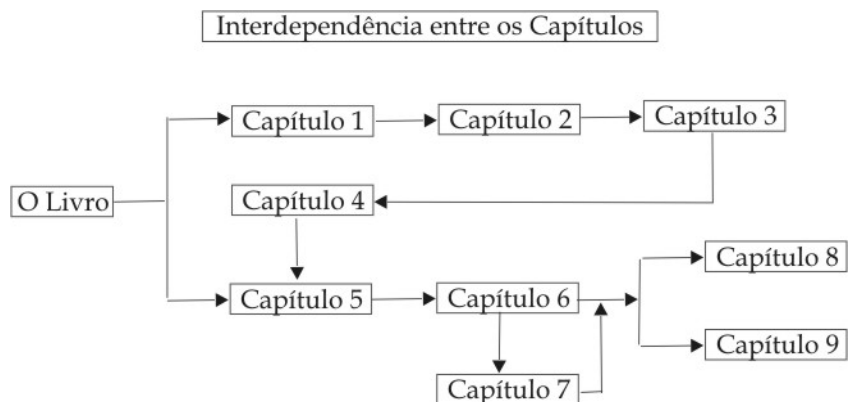 Interdependência entre os Capítulos
Capítulo 1
Capítulo 2
Capítulo 3
O Livro
Capítulo 4
Capítulo 5
Capítulo 6
Capítulo 8
Capítulo 9
Capítulo 7